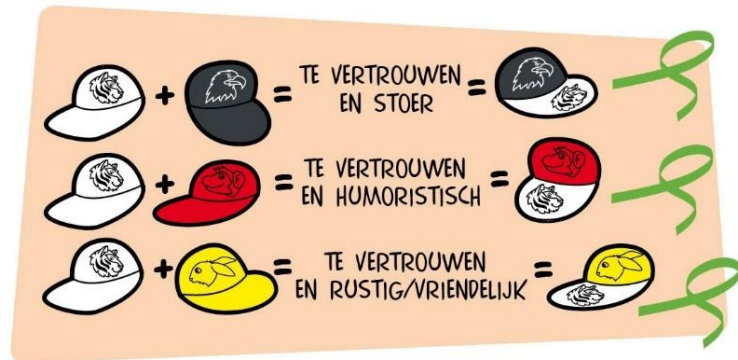 + = TE VERTROUWEN =
EN STOER
+ = TE VERTROUWEN =
EN HUMORISTISCH
+ = TE VERTROUWEN =
EN RUSTIG/VRIENDELIJK